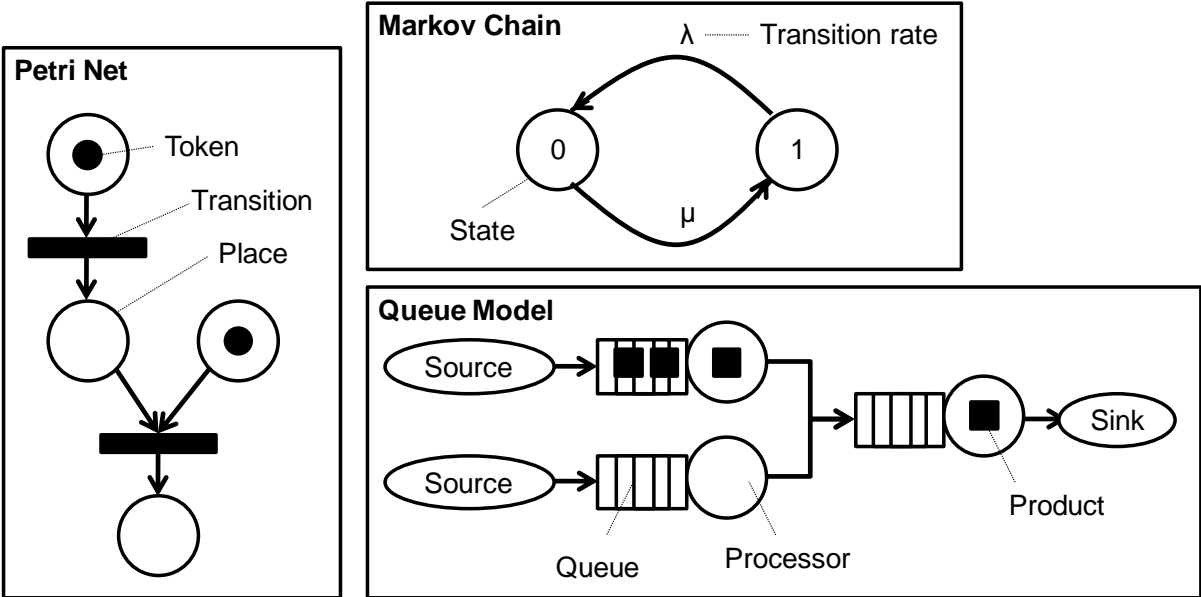 Petri Net
Token
Transition
Place
Markov Chain
λ Transition rate
0 1
State
μ
Queue Model
Source
Sink
Source
Product
Queue
Processor